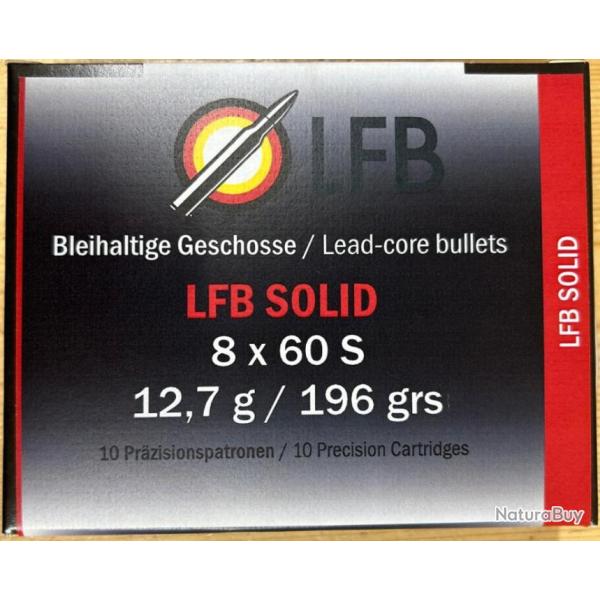 LFB
Bleihaltige Geschosse / Lead-core bullets
LFB SOLID
8 x 60 S
12,7 g / 196 grs
10 Präzisionspatronen / 10 Precision Cartridges
LFB SOLID
NaturaBuy